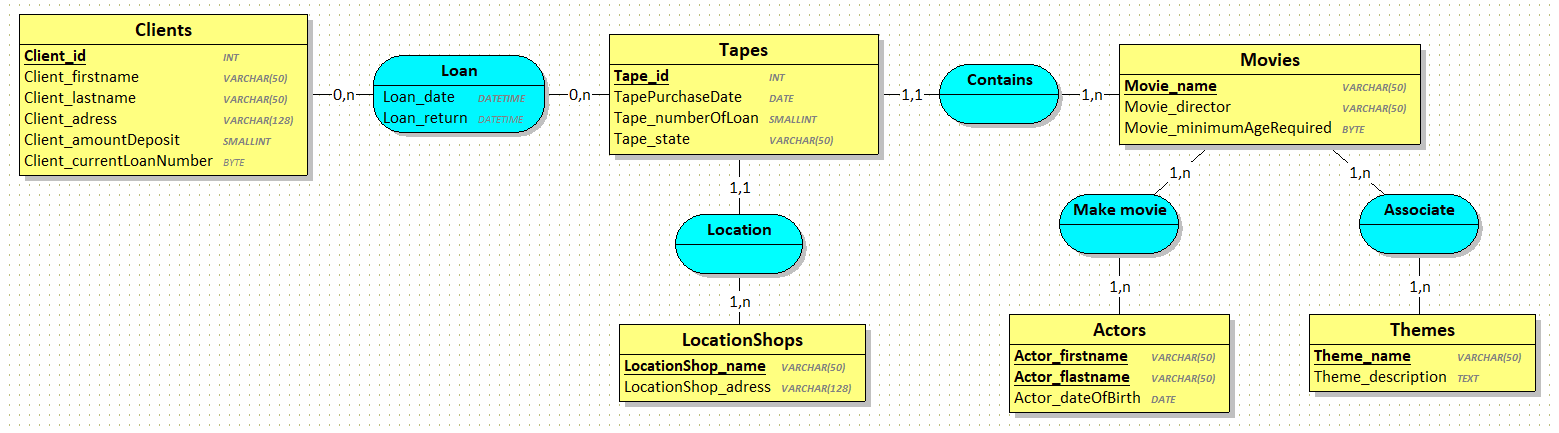 Clients
Client_id INT
Client_firstname VARCHAR(50)
Client_lastname VARCHAR(50)
Client_adress VARCHAR(128)
Client_amountDeposit SMALLINT
Client_currentLoanNumber BYTE
0,n
Loan
Loan_date DATETIME
Loan_return DATETIME
0,n
Tapes
Tape_id INT
TapePurchaseDate DATE
Tape_numberOfLoan SMALLINT
Tape_state VARCHAR(50)
1,1
Contains
1,n
Movies
Movie_name VARCHAR(50)
Movie_director VARCHAR(50)
Movie_minimumAgeRequired BYTE
1,1
Location
1,n
LocationShops
LocationShop_name VARCHAR(50)
LocationShop_adress VARCHAR(128)
1,n
Make movie
1,n
Actors
Actor_firstname VARCHAR(50)
Actor_flastname VARCHAR(50)
Actor_dateOfBirth DATE
1,n
Associate
1,n
Themes
Theme_name VARCHAR(50)
Theme_description TEXT